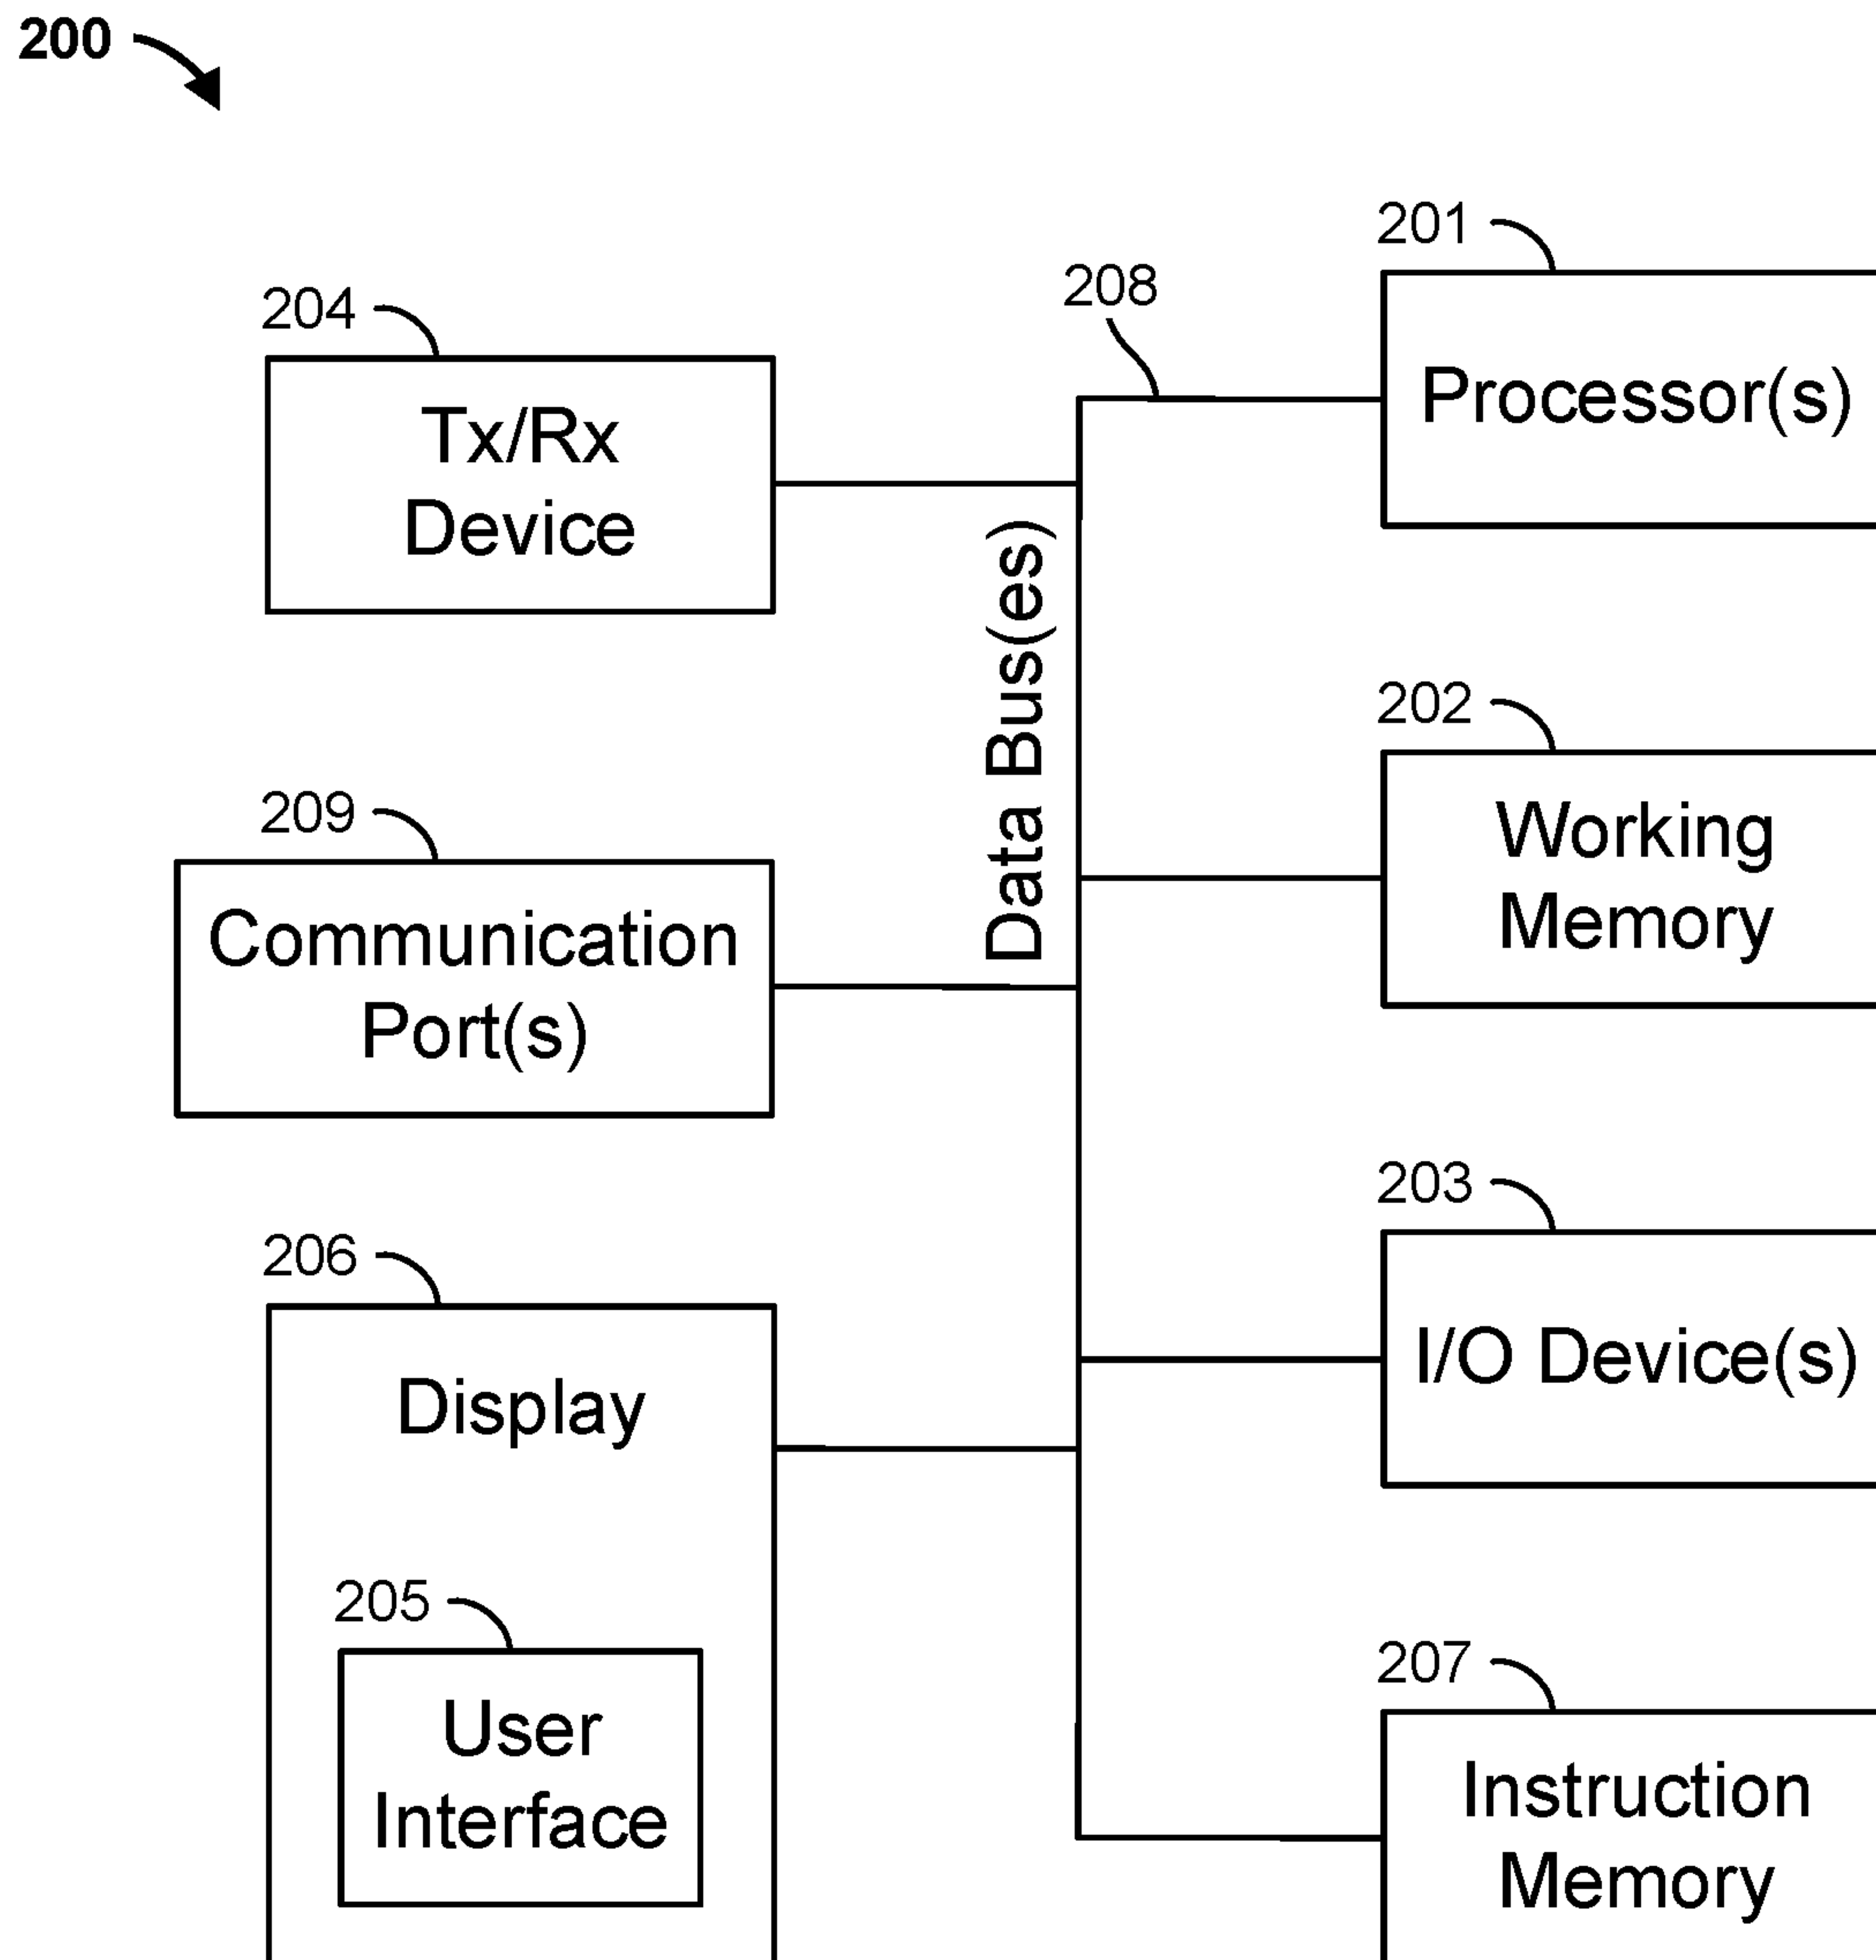 200
201
Processor(s)
204
Tx/Rx
Device
208
Data Bus(es)
202
Working
Memory
209
Communication
Port(s)
203
I/O Device(s)
206
Display
205
User
Interface
207
Instruction
Memory